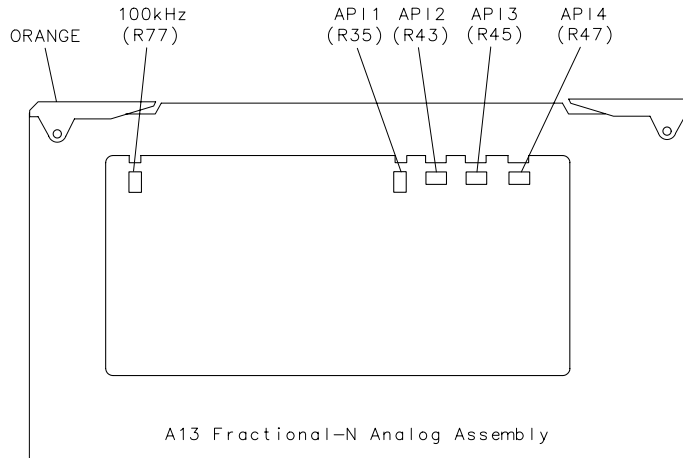 ORANGE
100kHz
(R77)
API1
(R35)
API2
(R43)
API3
(R45)
API4
(R47)
A13 Fractional-N Analog Assembly